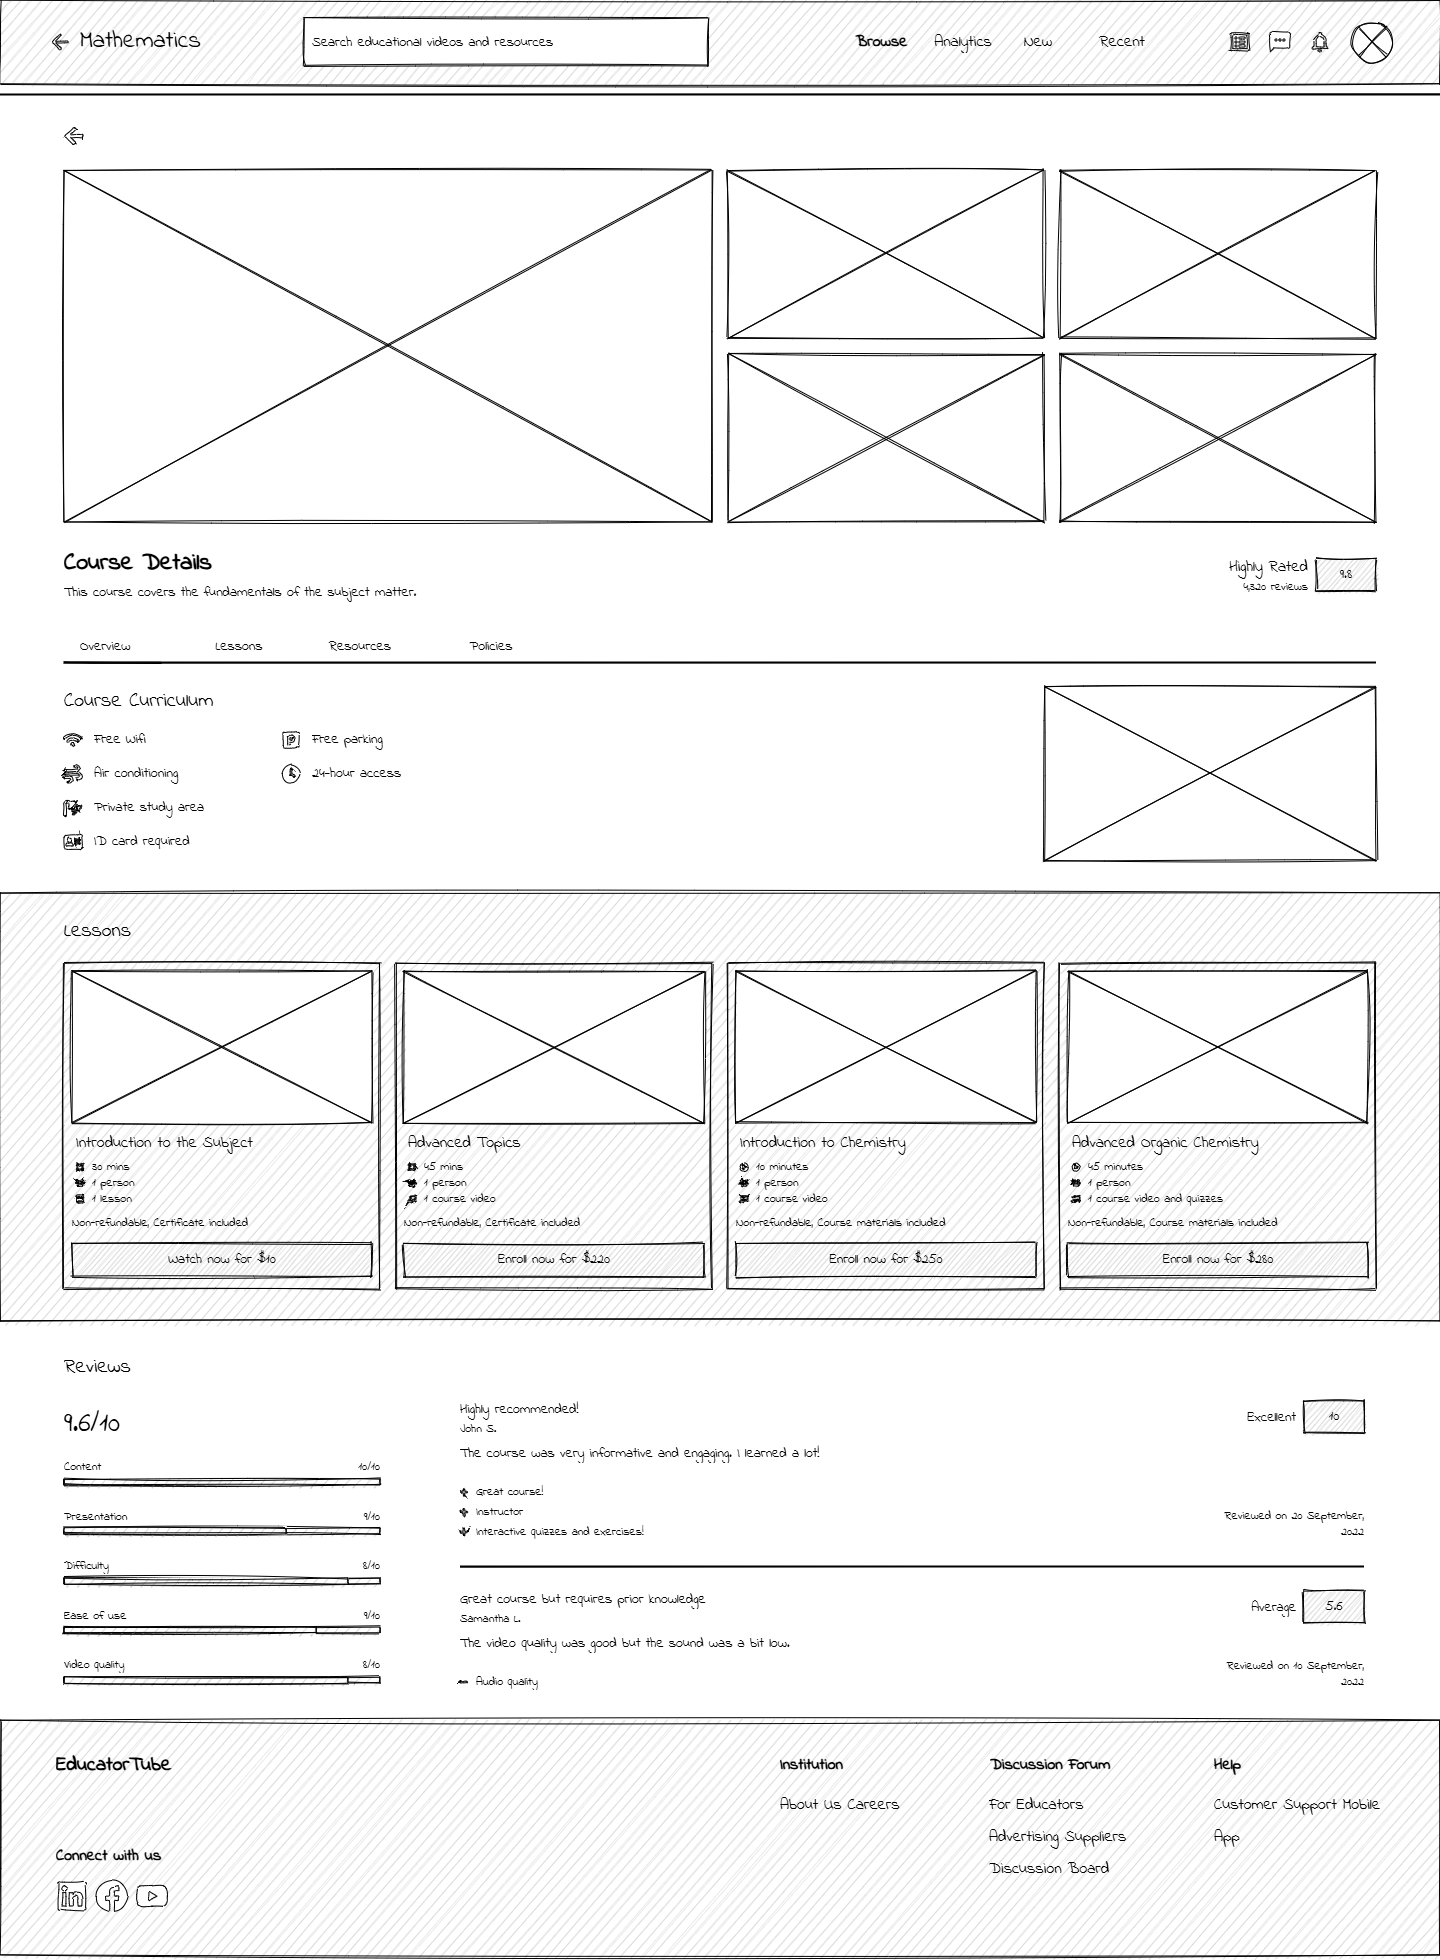 Mathematics
Search educational videos and resources
Browse
Analytics
New
Recent
Course Details
This course covers the fundamentals of the subject matter.
Highly Rated
4,320 reviews
9.8
Overview
Lessons
Resources
Policies
Course Curriculum
Free wifi
Free parking
Air conditioning
24-hour access
Private study area
ID card required
Lessons
Introduction to the Subject
30 mins
1 person
1 lesson
Non-refundable, Certificate included
Watch now for $10
Advanced Topics
45 mins
1 person
1 course video
Non-refundable, Certificate included
Enroll now for $220
Introduction to Chemistry
10 minutes
1 person
1 course video
Non-refundable, Course materials included
Enroll now for $250
Advanced Organic Chemistry
45 minutes
1 person
1 course video and quizzes
Non-refundable, Course materials included
Enroll now for $280
Reviews
9.6/10
Content
10/10
Presentation
9/10
Difficulty
8/10
Ease of use
9/10
Video quality
8/10
Highly recommended!
John S.
Excellent
10
The course was very informative and engaging. I learned a lot!
Great course!
Instructor
Interactive quizzes and exercises!
Reviewed on 20 September,
2022
Great course but requires prior knowledge
Samantha L.
Average
5.6
The video quality was good but the sound was a bit low.
Audio quality
Reviewed on 10 September,
2022
EducatorTube
Connect with us
in
Institution
About Us Careers
Discussion Forum
For Educators
Advertising Suppliers
Discussion Board
Help
Customer Support Mobile
App